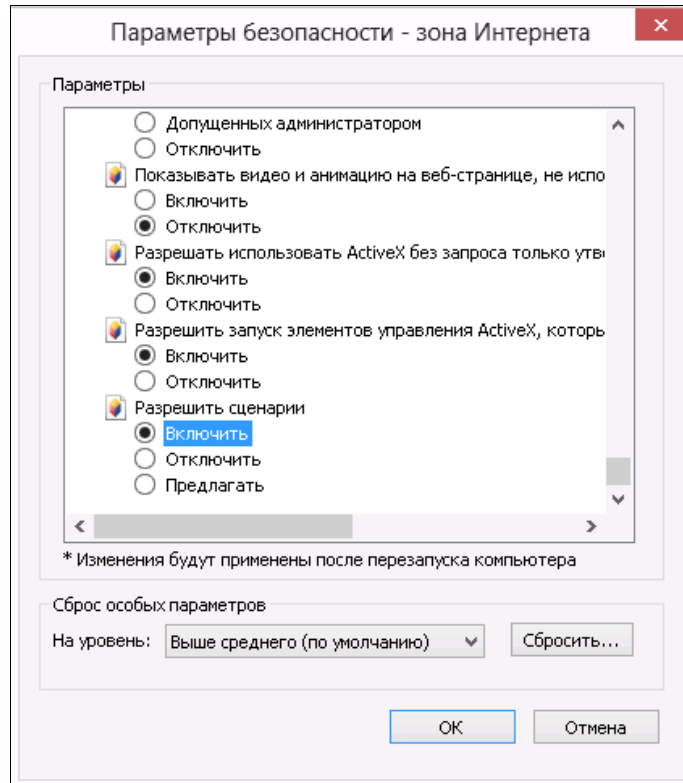 Параметры безопасности - зона Интернета
Параметры
Допущенных администратором
Отключить
Показывать видео и анимацию на веб-странице, не испо
Включить
Отключить
Разрешать использовать ActiveX без запроса только утв
Включить
Отключить
Разрешить запуск элементов управления ActiveX, которь
Включить
Отключить
Разрешить сценарии
Включить
Отключить
Предлагать
* Изменения будут применены после перезапуска компьютера
Сброс особых параметров
На уровень:
Выше среднего (по умолчанию)
Сбросить...
ОК
Отмена